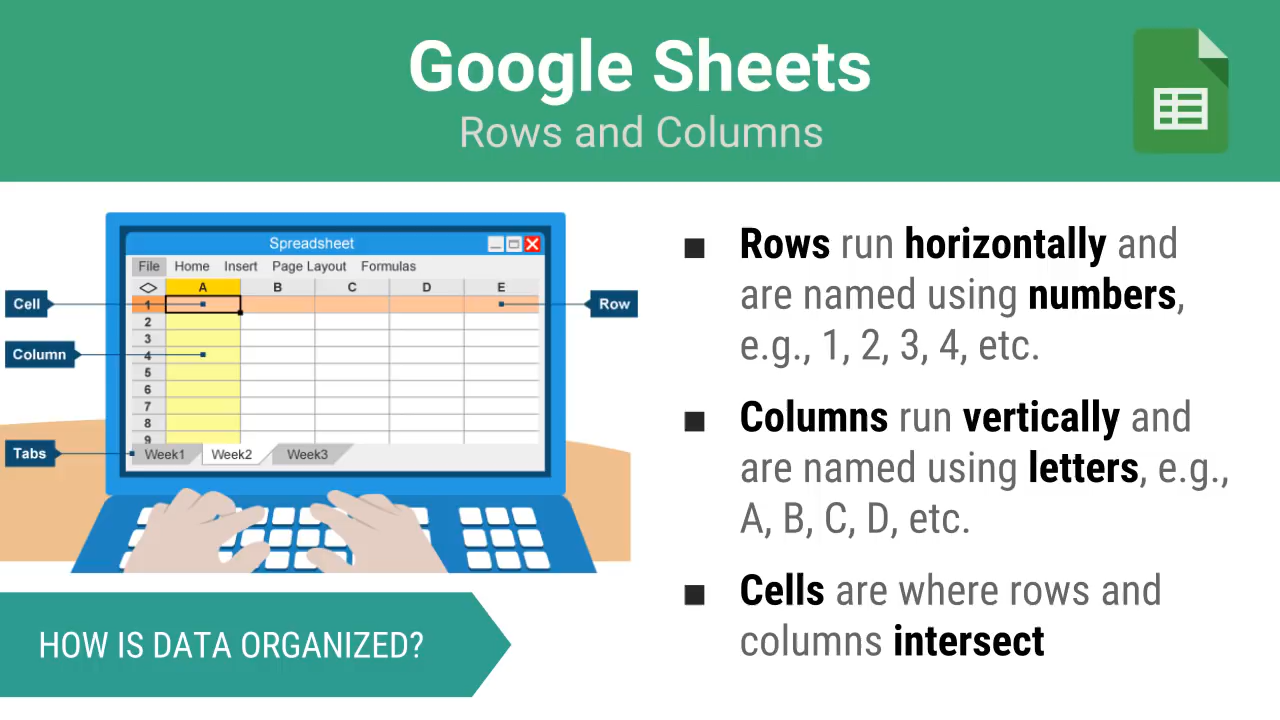 Google Sheets
Rows and Columns
Spreadsheet
File Home Insert Page Layout Formulas
A B C D E
Cell
1
Row
2
3
Column
4
5
6
7
8
9
Tabs
Week1 Week2 Week3
■ Rows run horizontally and
are named using numbers,
e.g., 1, 2, 3, 4, etc.
■ Columns run vertically and
are named using letters, e.g.,
A, B, C, D, etc.
■ Cells are where rows and
columns intersect
HOW IS DATA ORGANIZED?